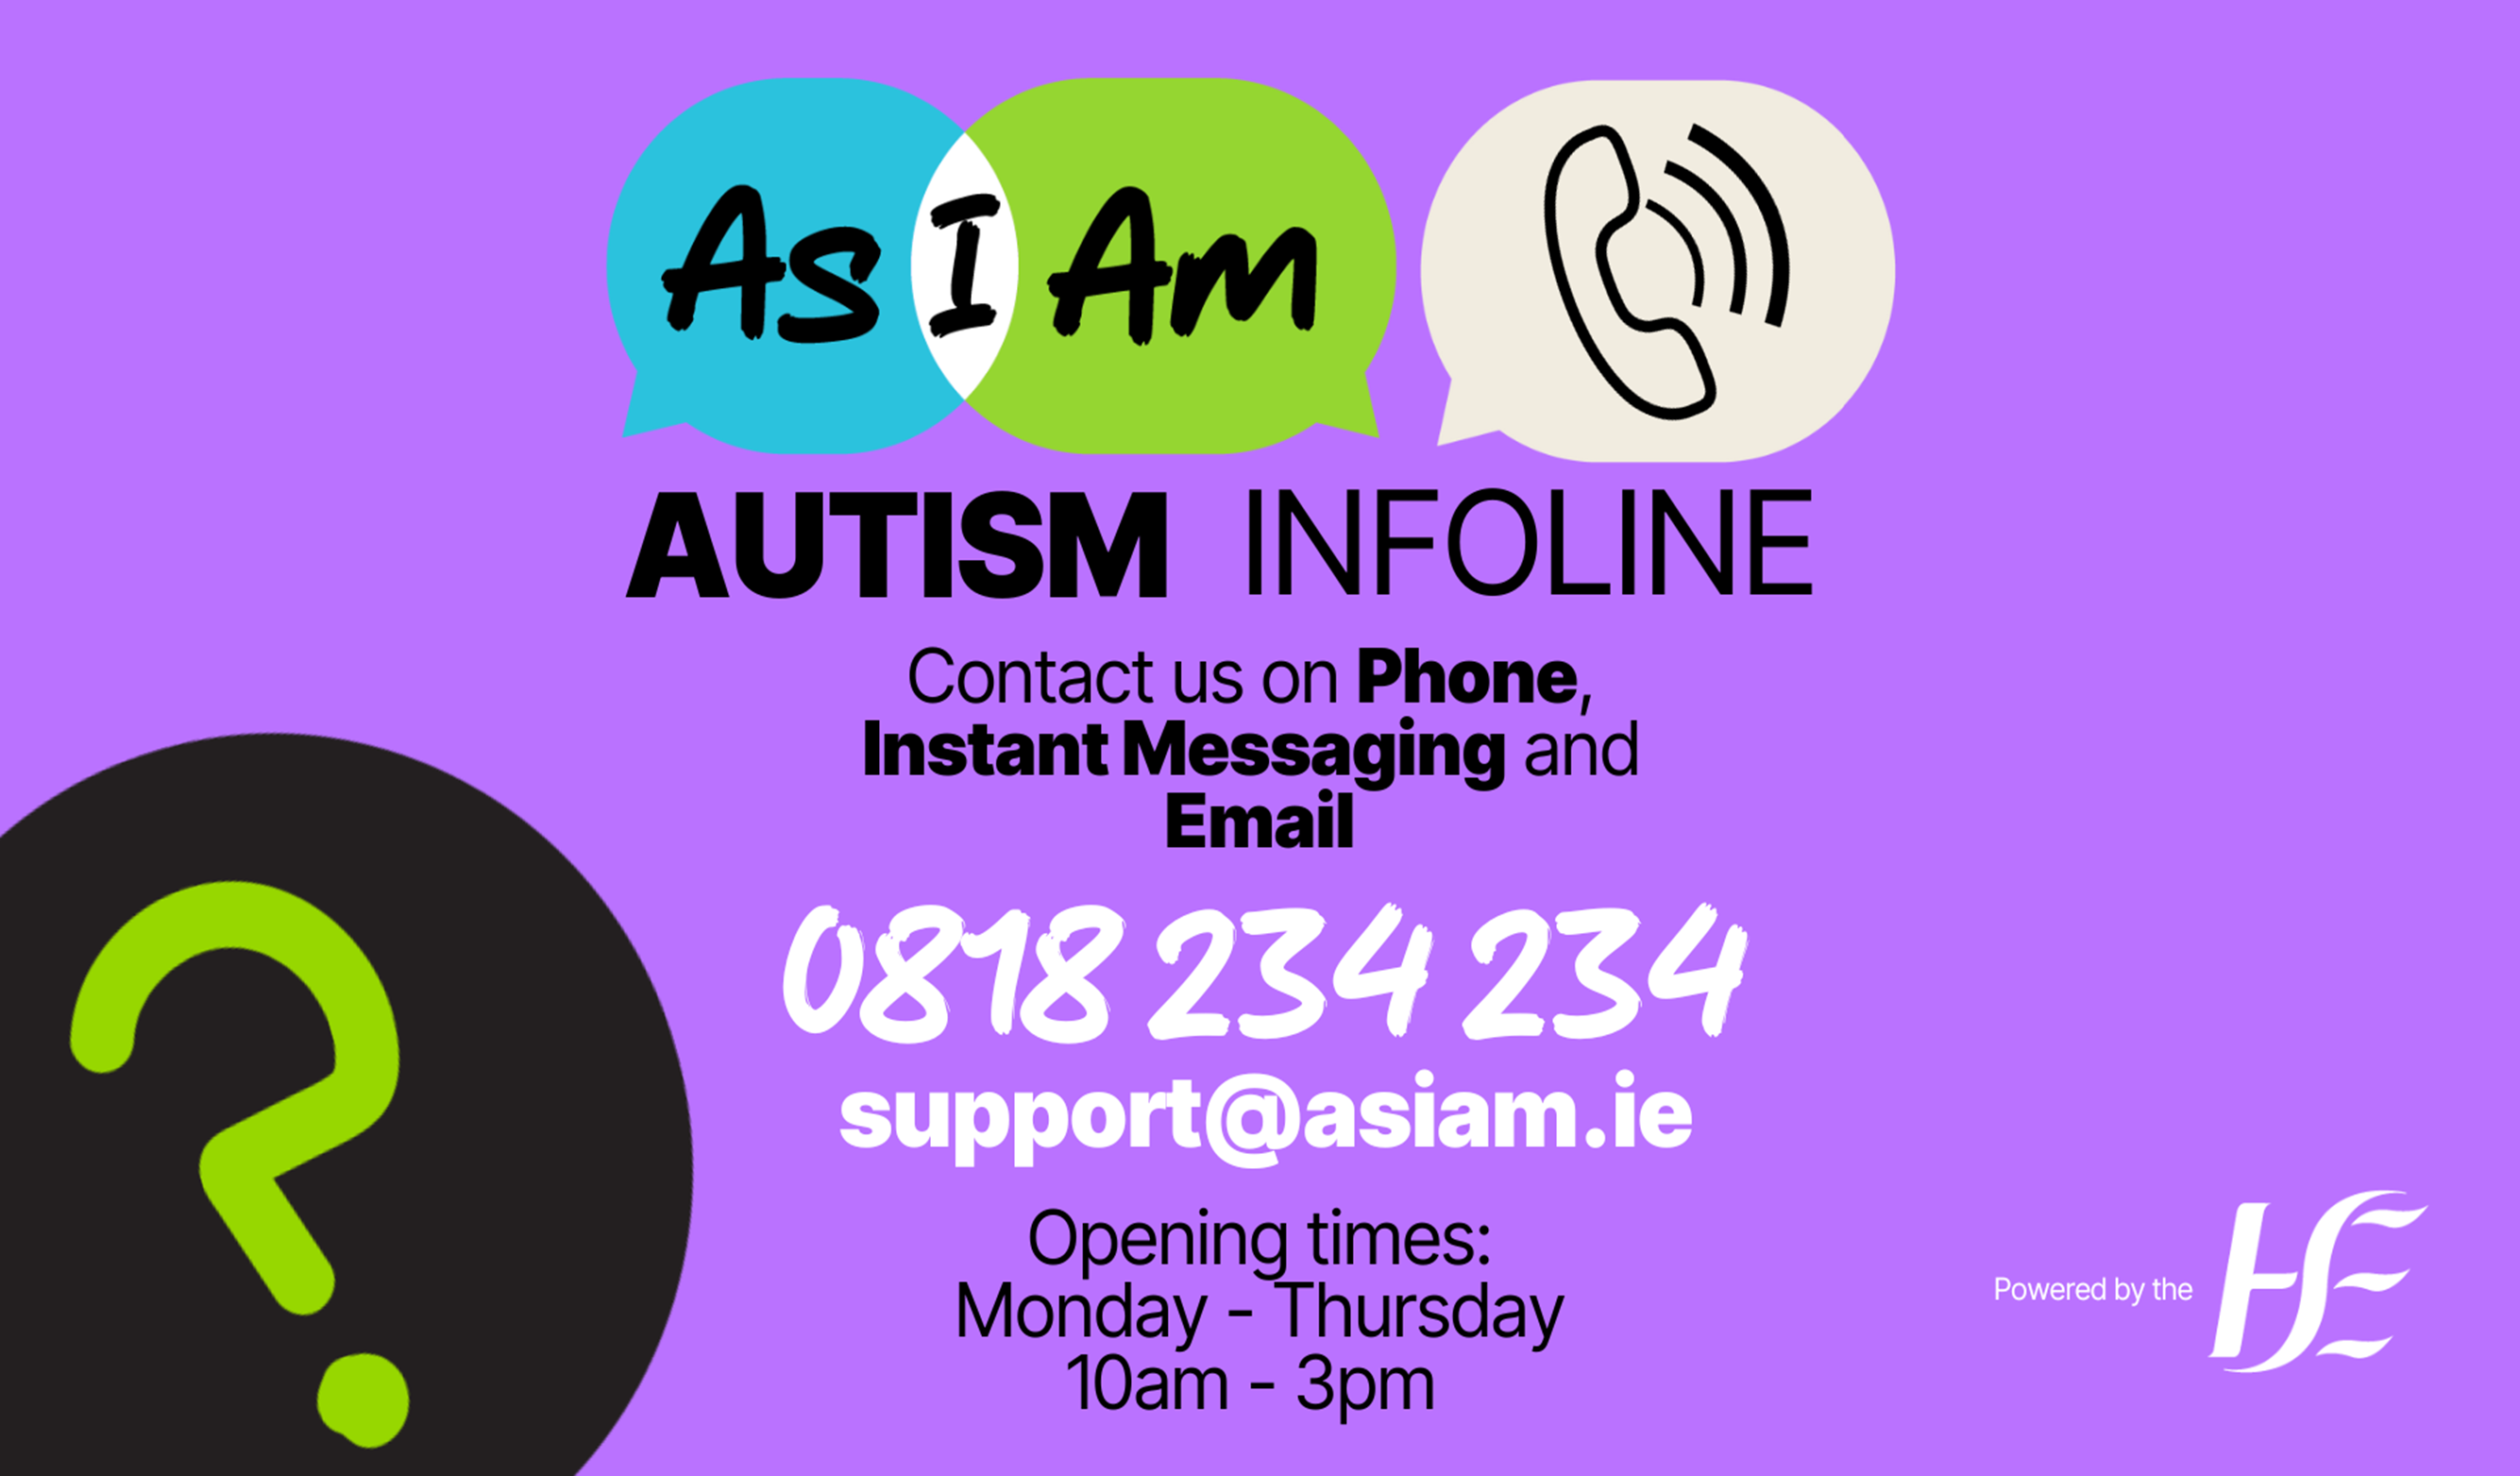 As I Am
AUTISM INFOLINE
Contact us on Phone,
Instant Messaging and
Email
0818 234 234
support@asiam.ie
Opening times:
Monday - Thursday
10am - 3pm
Powered by the HSE
?